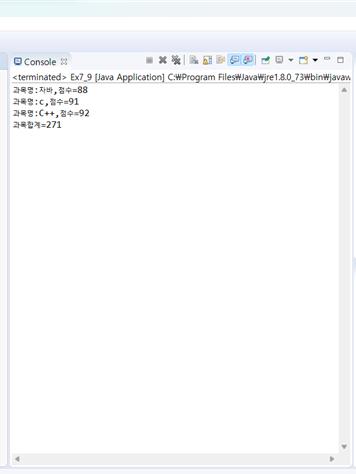 Console
<terminated> Ex7_9 [Java Application] C:₩Program Files₩Java₩jre1.8.0_73₩bin₩javaw
과목명:자바,점수=88
과목명:c,점수=91
과목명:C++,점수=92
과목합계=271